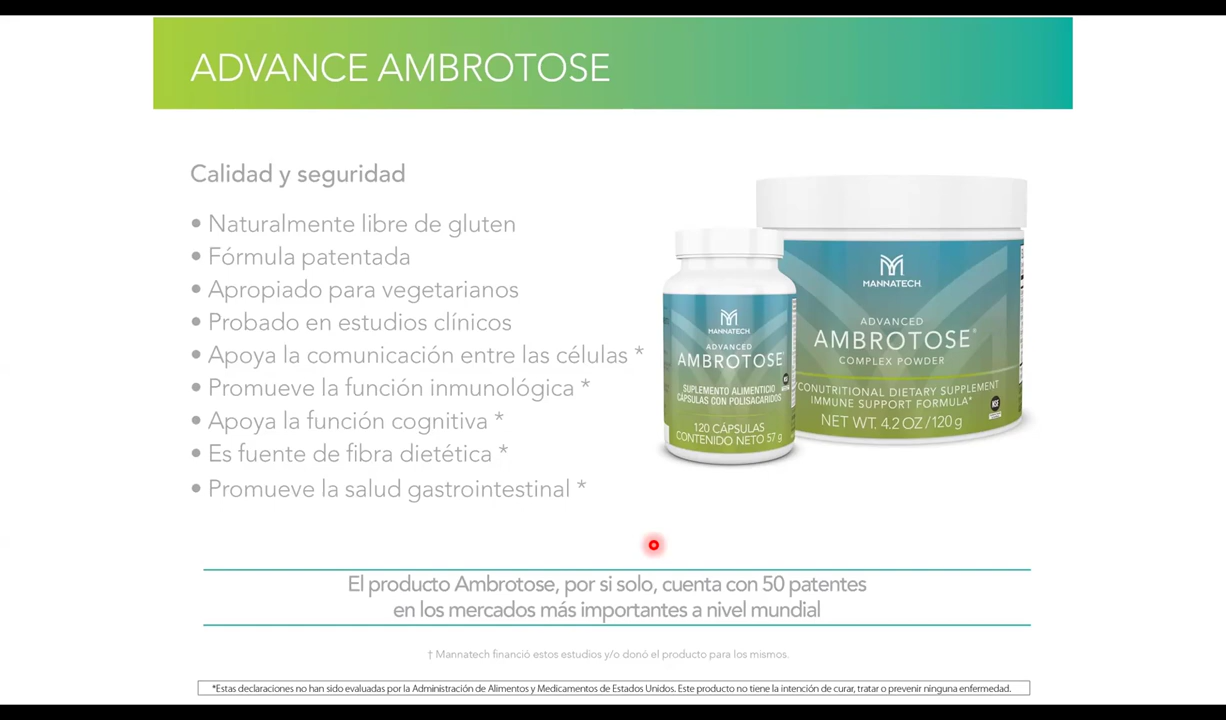 ADVANCE AMBROTOSE
Calidad y seguridad
• Naturalmente libre de gluten
• Fórmula patentada
• Apropiado para vegetarianos
• Probado en estudios clínicos
• Apoya la comunicación entre las células *
• Promueve la función inmunológica *
• Apoya la función cognitiva *
• Es fuente de fibra dietética *
• Promueve la salud gastrointestinal *
MANNATECH
ADVANCED
AMBROTOSE
SUPLEMENTO ALIMENTICIO
CÁPSULAS CON POLISACARIDOS
120 CÁPSULAS
CONTENIDO NETO 57 g
MANNATECH
ADVANCED
AMBROTOSE®
COMPLEX POWDER
CONUTRITIONAL DIETARY SUPPLEMENT
IMMUNE SUPPORT FORMULA*
NET WT. 4.2 OZ/120g
NSF
El producto Ambrotose, por si solo, cuenta con 50 patentes
en los mercados más importantes a nivel mundial
† Mannatech financió estos estudios y/o donó el producto para los mismos.
*Estas declaraciones no han sido evaluadas por la Administración de Alimentos y Medicamentos de Estados Unidos. Este producto no tiene la intención de curar, tratar o prevenir ninguna enfermedad.